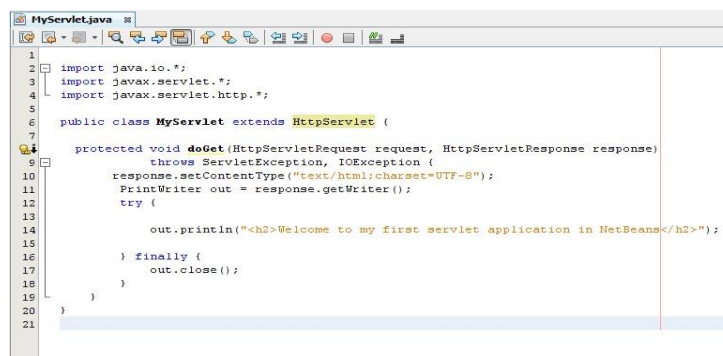 MyServlet.java
1
2 import java.io.*;
3 import javax.servlet.*;
4 import javax.servlet.http.*;
5
6 public class MyServlet extends HttpServlet {
7
protected void doGet(HttpServletRequest request, HttpServletResponse response)
9 throws ServletException, IOException {
10 response.setContentType("text/html;charset=UTF-8");
11 PrintWriter out = response.getWriter();
12 try {
13
14 out.println("<h2>Welcome to my first servlet application in NetBeans</h2>");
15
16 } finally {
17 out.close();
18 }
19 }
20 }
21